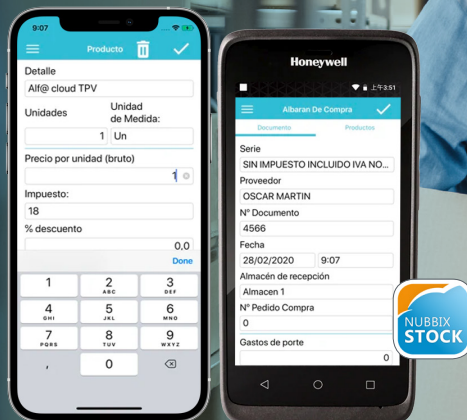 9:07
Producto
Detalle
Alf@ cloud TPV
Unidades
Unidad
de Medida:
1
Un
Precio por unidad (bruto)
1
Impuesto:
18
% descuento
0,0
Done
1
2
ABC
3
DEF
4
GHI
5
JKL
6
MNO
7
PQRS
8
TUV
9
WXYZ
,
0
Honeywell
上午3:51
Albaran De Compra
Documento
Productos
Serie
SIN IMPUESTO INCLUIDO IVA NO...
Proveedor
OSCAR MARTIN
Nº Documento
4566
Fecha
28/02/2020
9:07
Almacén de recepción
Almacen 1
Nº Pedido Compra
0
Gastos de porte
0
NUBBIX
STOCK